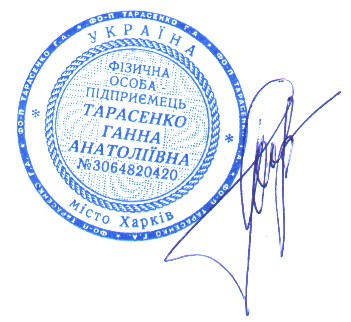 * ФО-П ТАРАСЕНКО Г.А. * ФО-П ТАРАСЕНКО Г.А. * ФО-П ТАРАСЕНКО Г.А. * ФО-П ТАРАСЕНКО Г.А.
УКРАЇНА
ФІЗИЧНА
ОСОБА
ПІДПРИЄМЕЦЬ
ТАРАСЕНКО
ГАННА
АНАТОЛІЇВНА
№3064820420
* місто Харків *